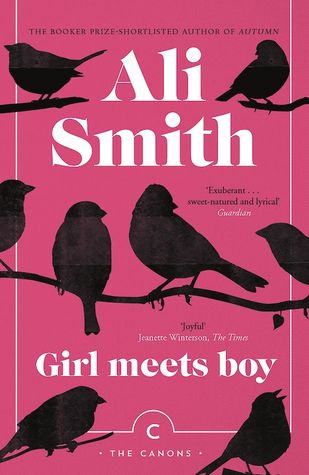 THE BOOKER PRIZE-SHORTLISTED AUTHOR OF AUTUMN
Ali
Smith
‘Exuberant . . .
sweet-natured and lyrical’
Guardian
‘Joyful’
Jeanette Winterson, The Times
Girl meets boy
C
• THE CANONS •